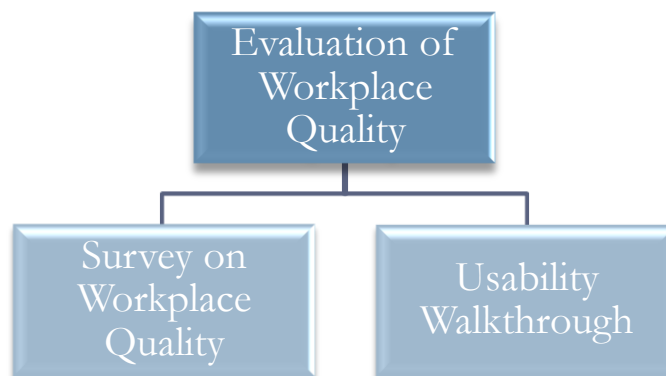 Evaluation of
Workplace
Quality
Survey on
Workplace
Quality
Usability
Walkthrough